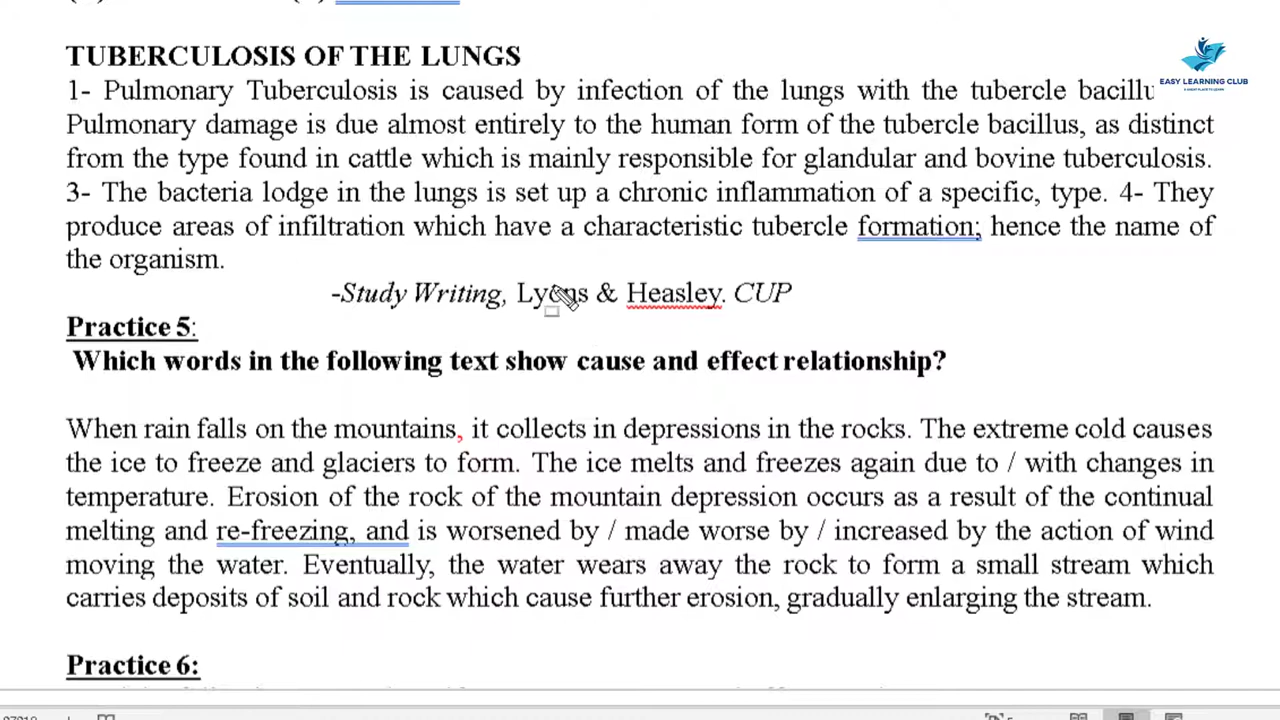 TUBERCULOSIS OF THE LUNGS
EASY LEARNING CLUB
1- Pulmonary Tuberculosis is caused by infection of the lungs with the tubercle bacillu
Pulmonary damage is due almost entirely to the human form of the tubercle bacillus, as distinct
from the type found in cattle which is mainly responsible for glandular and bovine tuberculosis.
3- The bacteria lodge in the lungs is set up a chronic inflammation of a specific, type. 4- They
produce areas of infiltration which have a characteristic tubercle formation; hence the name of
the organism.
-Study Writing, Lyons & Heasley. CUP
Practice 5:
Which words in the following text show cause and effect relationship?
When rain falls on the mountains, it collects in depressions in the rocks. The extreme cold causes
the ice to freeze and glaciers to form. The ice melts and freezes again due to / with changes in
temperature. Erosion of the rock of the mountain depression occurs as a result of the continual
melting and re-freezing, and is worsened by / made worse by / increased by the action of wind
moving the water. Eventually, the water wears away the rock to form a small stream which
carries deposits of soil and rock which cause further erosion, gradually enlarging the stream.
Practice 6: